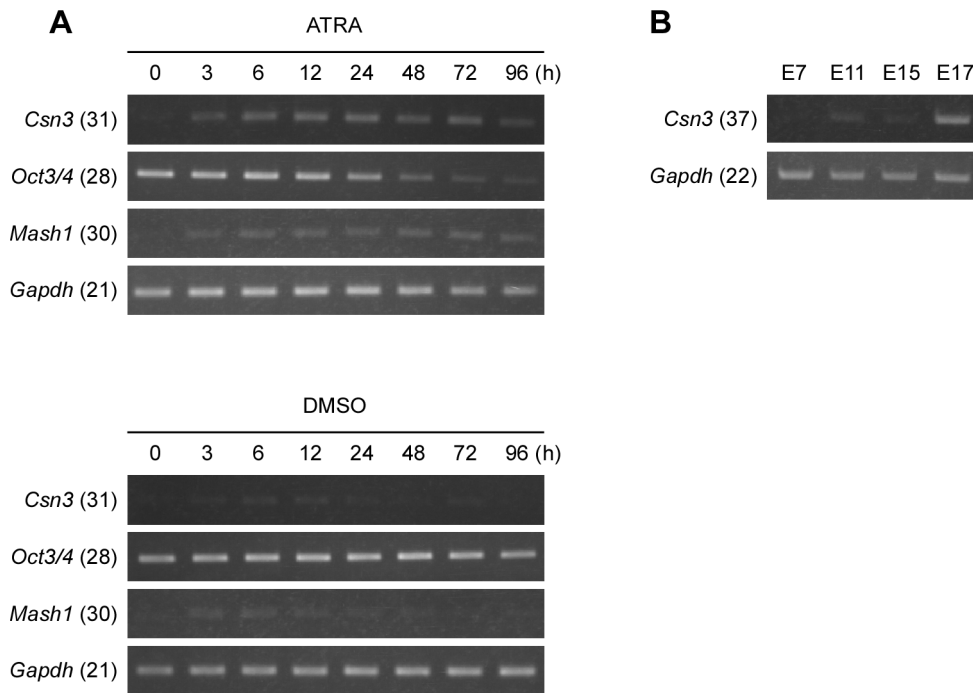 A
ATRA
0 3 6 12 24 48 72 96 (h)
Csn3 (31)
Oct3/4 (28)
Mash1 (30)
Gapdh (21)
DMSO
0 3 6 12 24 48 72 96 (h)
Csn3 (31)
Oct3/4 (28)
Mash1 (30)
Gapdh (21)
B
E7 E11 E15 E17
Csn3 (37)
Gapdh (22)